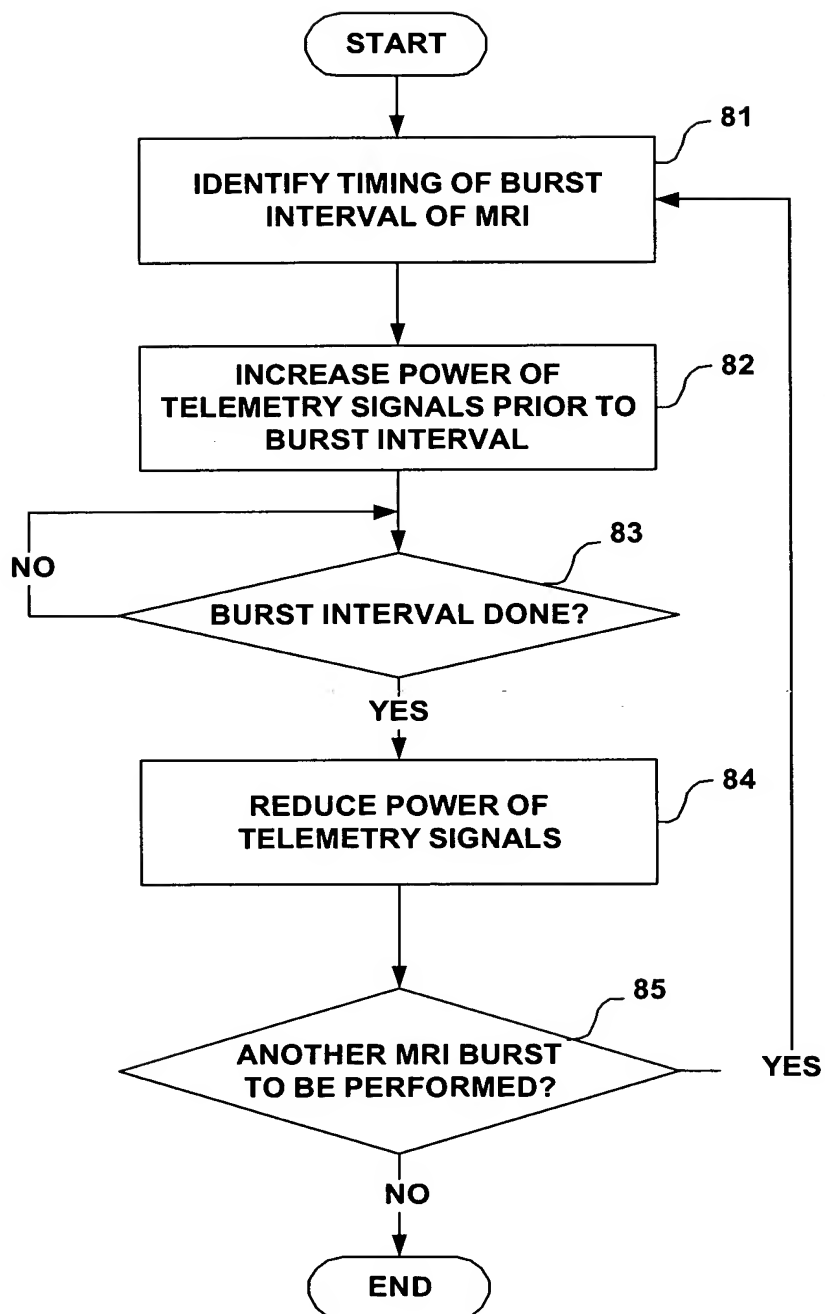 START
81
IDENTIFY TIMING OF BURST
INTERVAL OF MRI
INCREASE POWER OF
TELEMETRY SIGNALS PRIOR TO
BURST INTERVAL
82
83
NO
BURST INTERVAL DONE?
YES
84
REDUCE POWER OF
TELEMETRY SIGNALS
85
ANOTHER MRI BURST
TO BE PERFORMED?
YES
NO
END